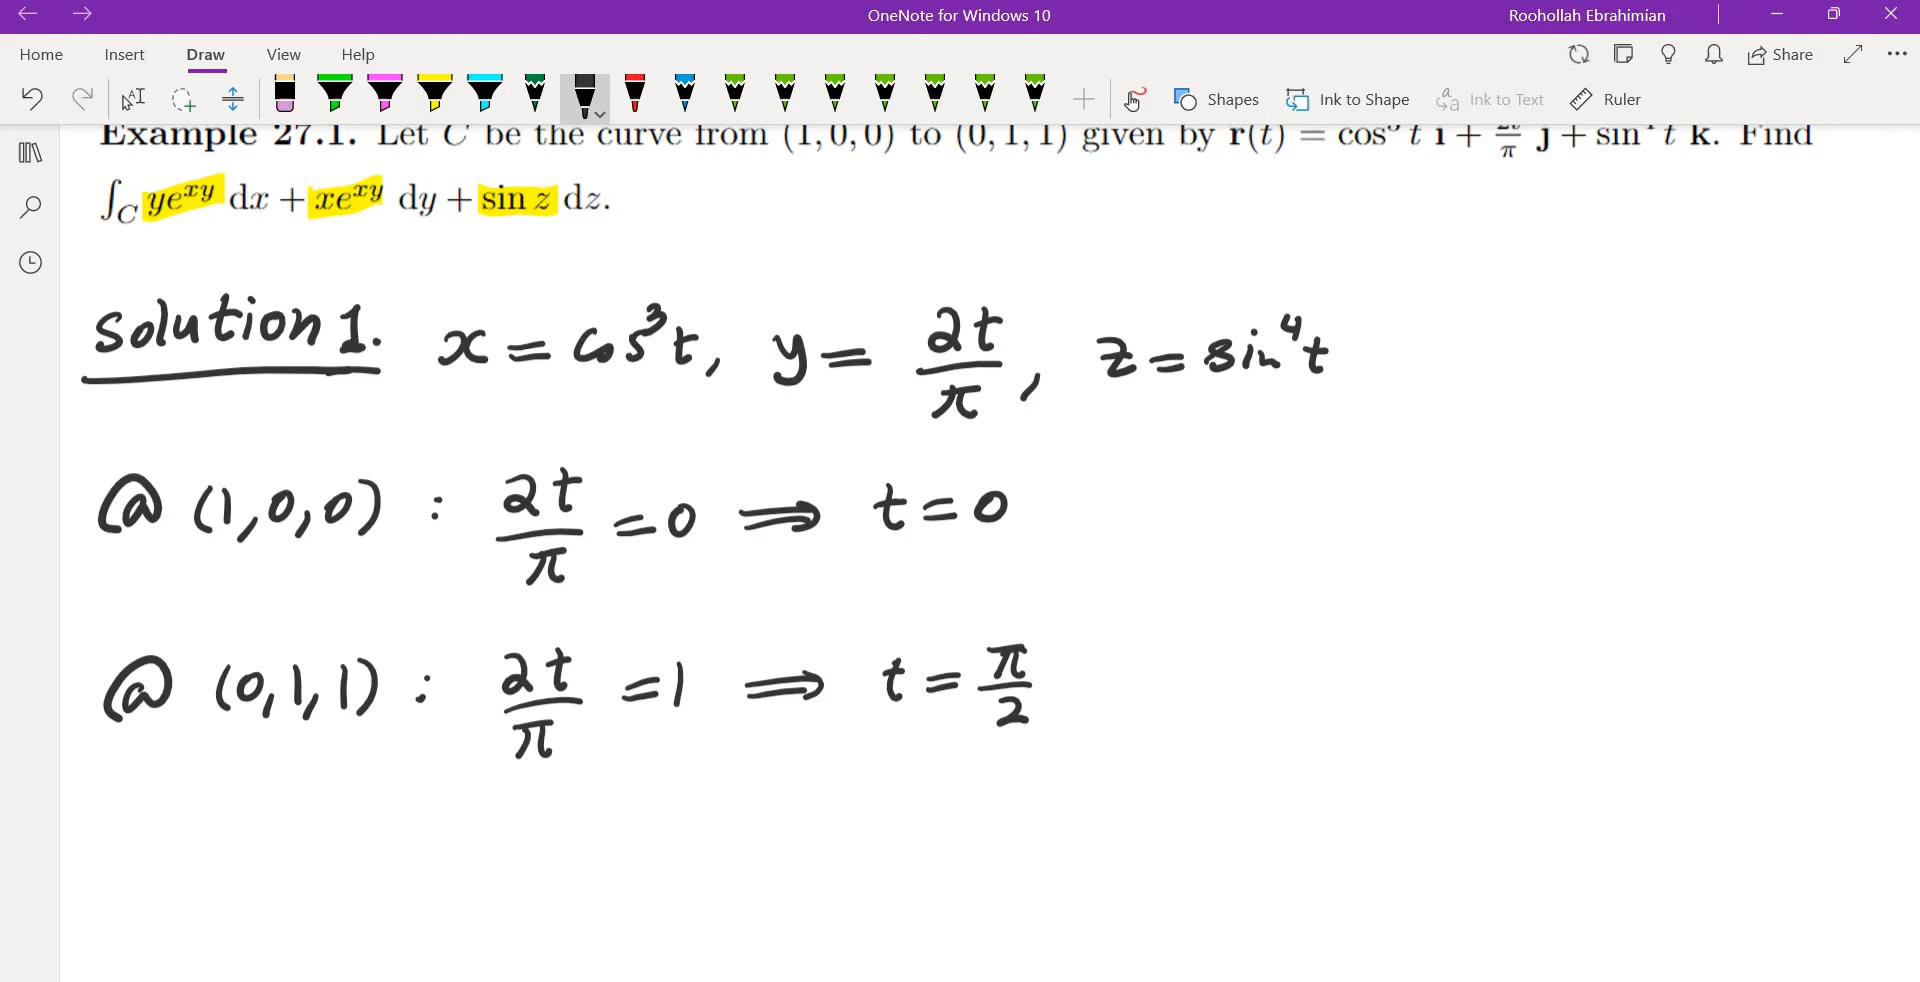 OneNote for Windows 10
Roohollah Ebrahimian
Home Insert Draw View Help
Share
Shapes Ink to Shape Ink to Text Ruler
Example 27.1. Let C be the curve from (1, 0, 0) to (0, 1, 1) given by r(t) = cos³ t i + 2t/π j + sin⁴ t k. Find
∫_C ye^{xy} dx + xe^{xy} dy + sin z dz.
Solution 1. x = cos³t, y = 2t/π, z = sin⁴t
@ (1,0,0) : 2t/π = 0 ⟹ t = 0
@ (0,1,1) : 2t/π = 1 ⟹ t = π/2